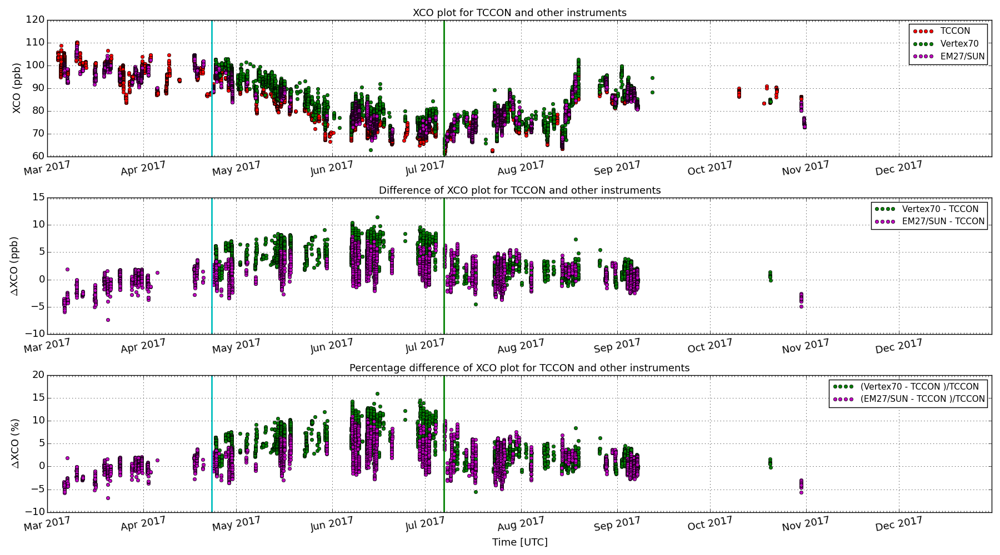 XCO plot for TCCON and other instruments
120
110
100
90
80
70
60
XCO (ppb)
TCCON
Vertex70
EM27/SUN
Mar 2017
Apr 2017
May 2017
Jun 2017
Jul 2017
Aug 2017
Sep 2017
Oct 2017
Nov 2017
Dec 2017
Difference of XCO plot for TCCON and other instruments
15
10
5
0
−5
−10
ΔXCO (ppb)
Vertex70 - TCCON
EM27/SUN - TCCON
Mar 2017
Apr 2017
May 2017
Jun 2017
Jul 2017
Aug 2017
Sep 2017
Oct 2017
Nov 2017
Dec 2017
Percentage difference of XCO plot for TCCON and other instruments
20
15
10
5
0
−5
−10
ΔXCO (%)
(Vertex70 - TCCON )/TCCON
(EM27/SUN - TCCON )/TCCON
Mar 2017
Apr 2017
May 2017
Jun 2017
Jul 2017
Aug 2017
Sep 2017
Oct 2017
Nov 2017
Dec 2017
Time [UTC]